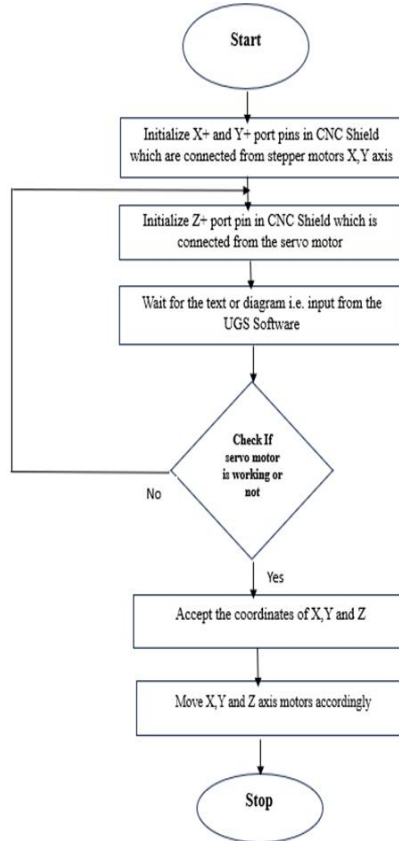 Start
Initialize X+ and Y+ port pins in CNC Shield
which are connected from stepper motors X,Y axis
Initialize Z+ port pin in CNC Shield which is
connected from the servo motor
Wait for the text or diagram i.e. input from the
UGS Software
Check If
servo motor
is working or
not
No
Yes
Accept the coordinates of X,Y and Z
Move X,Y and Z axis motors accordingly
Stop